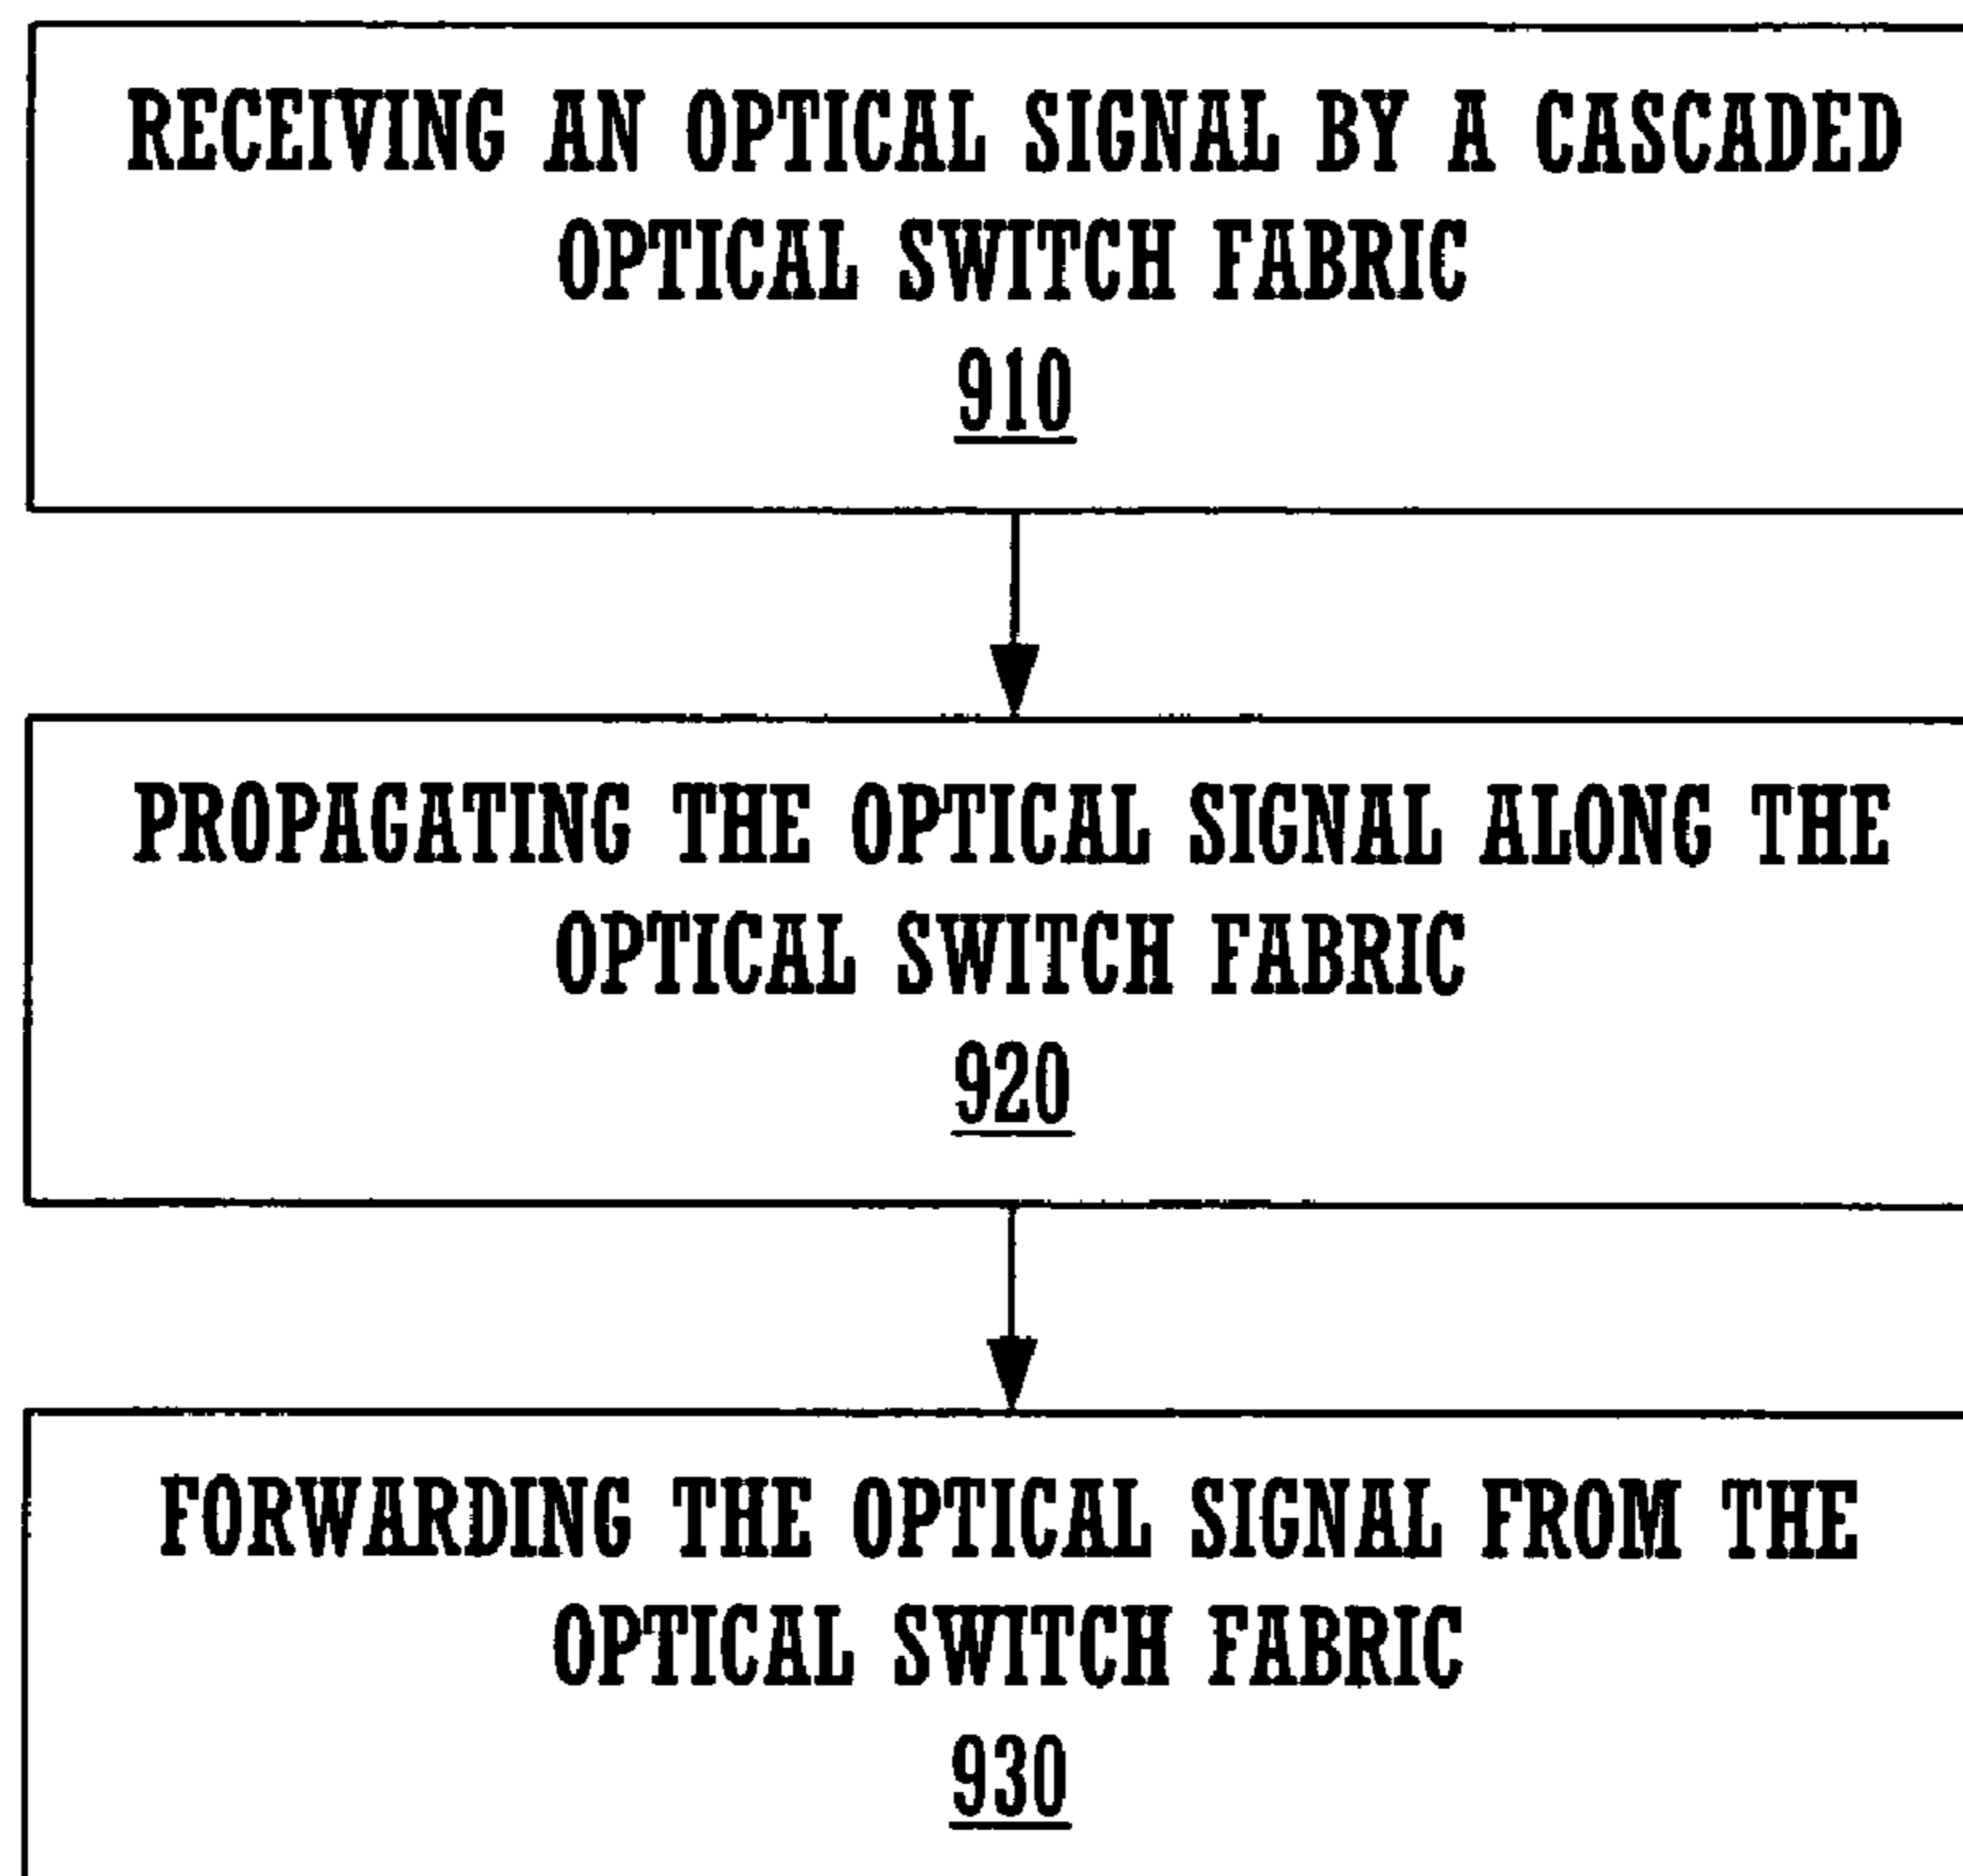 RECEIVING AN OPTICAL SIGNAL BY A CASCADED
OPTICAL SWITCH FABRIC
910
PROPAGATING THE OPTICAL SIGNAL ALONG THE
OPTICAL SWITCH FABRIC
920
FORWARDING THE OPTICAL SIGNAL FROM THE
OPTICAL SWITCH FABRIC
930